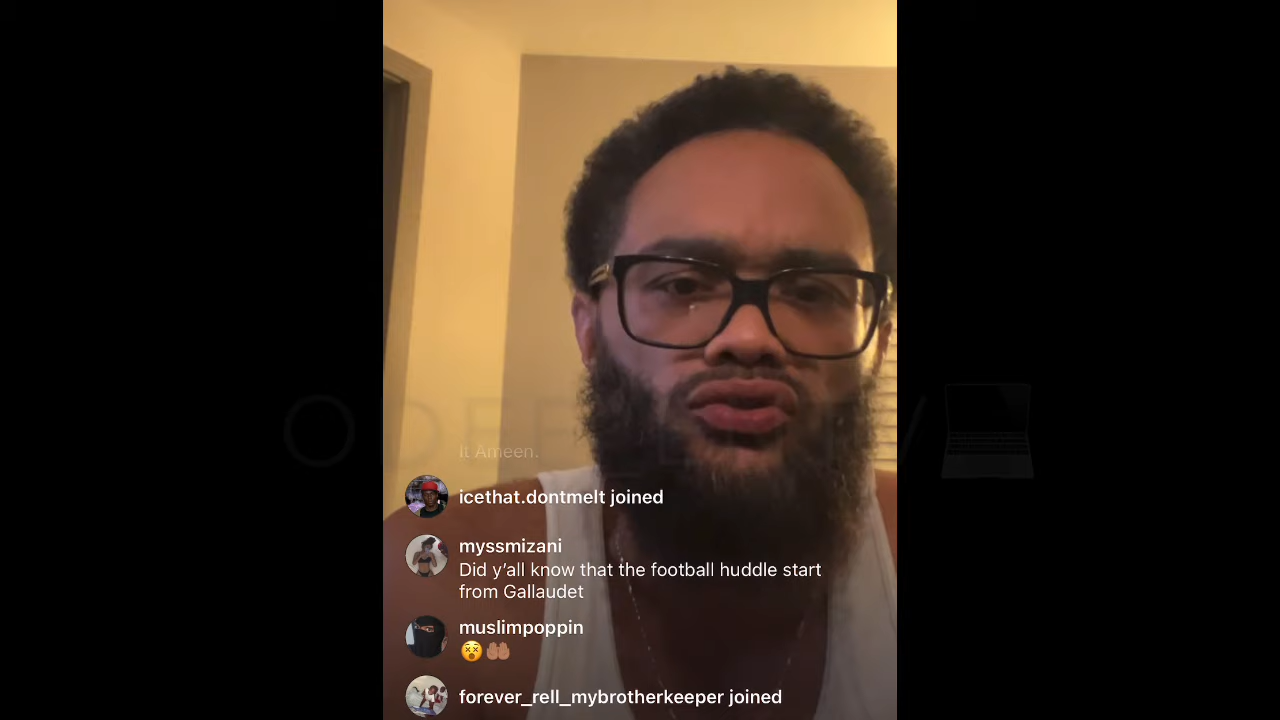 It Ameen.
icethat.dontmelt joined
myssmizani
Did y’all know that the football huddle start
from Gallaudet
muslimpoppin
😵🤲🏽
forever_rell_mybrotherkeeper joined